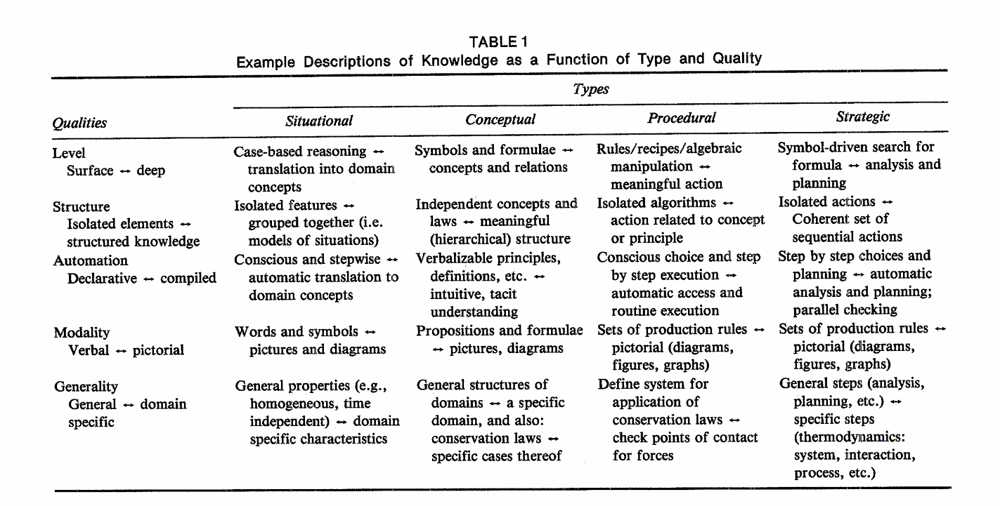 TABLE 1
Example Descriptions of Knowledge as a Function of Type and Quality
Types
Qualities Situational Conceptual Procedural Strategic
Level Case-based reasoning ↔ Symbols and formulae ↔ Rules/recipes/algebraic Symbol-driven search for
Surface ↔ deep translation into domain concepts and relations manipulation ↔ formula ↔ analysis and
concepts meaningful action planning
Structure Isolated features ↔ Independent concepts and Isolated algorithms ↔ Isolated actions ↔
Isolated elements ↔ grouped together (i.e. laws ↔ meaningful action related to concept Coherent set of
structured knowledge models of situations) (hierarchical) structure or principle sequential actions
Automation Conscious and stepwise ↔ Verbalizable principles, Conscious choice and step Step by step choices and
Declarative ↔ compiled automatic translation to definitions, etc. ↔ by step execution ↔ planning ↔ automatic
domain concepts intuitive, tacit automatic access and analysis and planning;
understanding routine execution parallel checking
Modality Words and symbols ↔ Propositions and formulae Sets of production rules ↔ Sets of production rules ↔
Verbal ↔ pictorial pictures and diagrams ↔ pictures, diagrams pictorial (diagrams, pictorial (diagrams,
figures, graphs) figures, graphs)
Generality General properties (e.g., General structures of Define system for General steps (analysis,
General ↔ domain homogeneous, time domains ↔ a specific application of planning, etc.) ↔
specific independent) ↔ domain domain, and also: conservation laws ↔ specific steps
specific characteristics conservation laws ↔ check points of contact (thermodynamics:
specific cases thereof for forces system, interaction,
process, etc.)